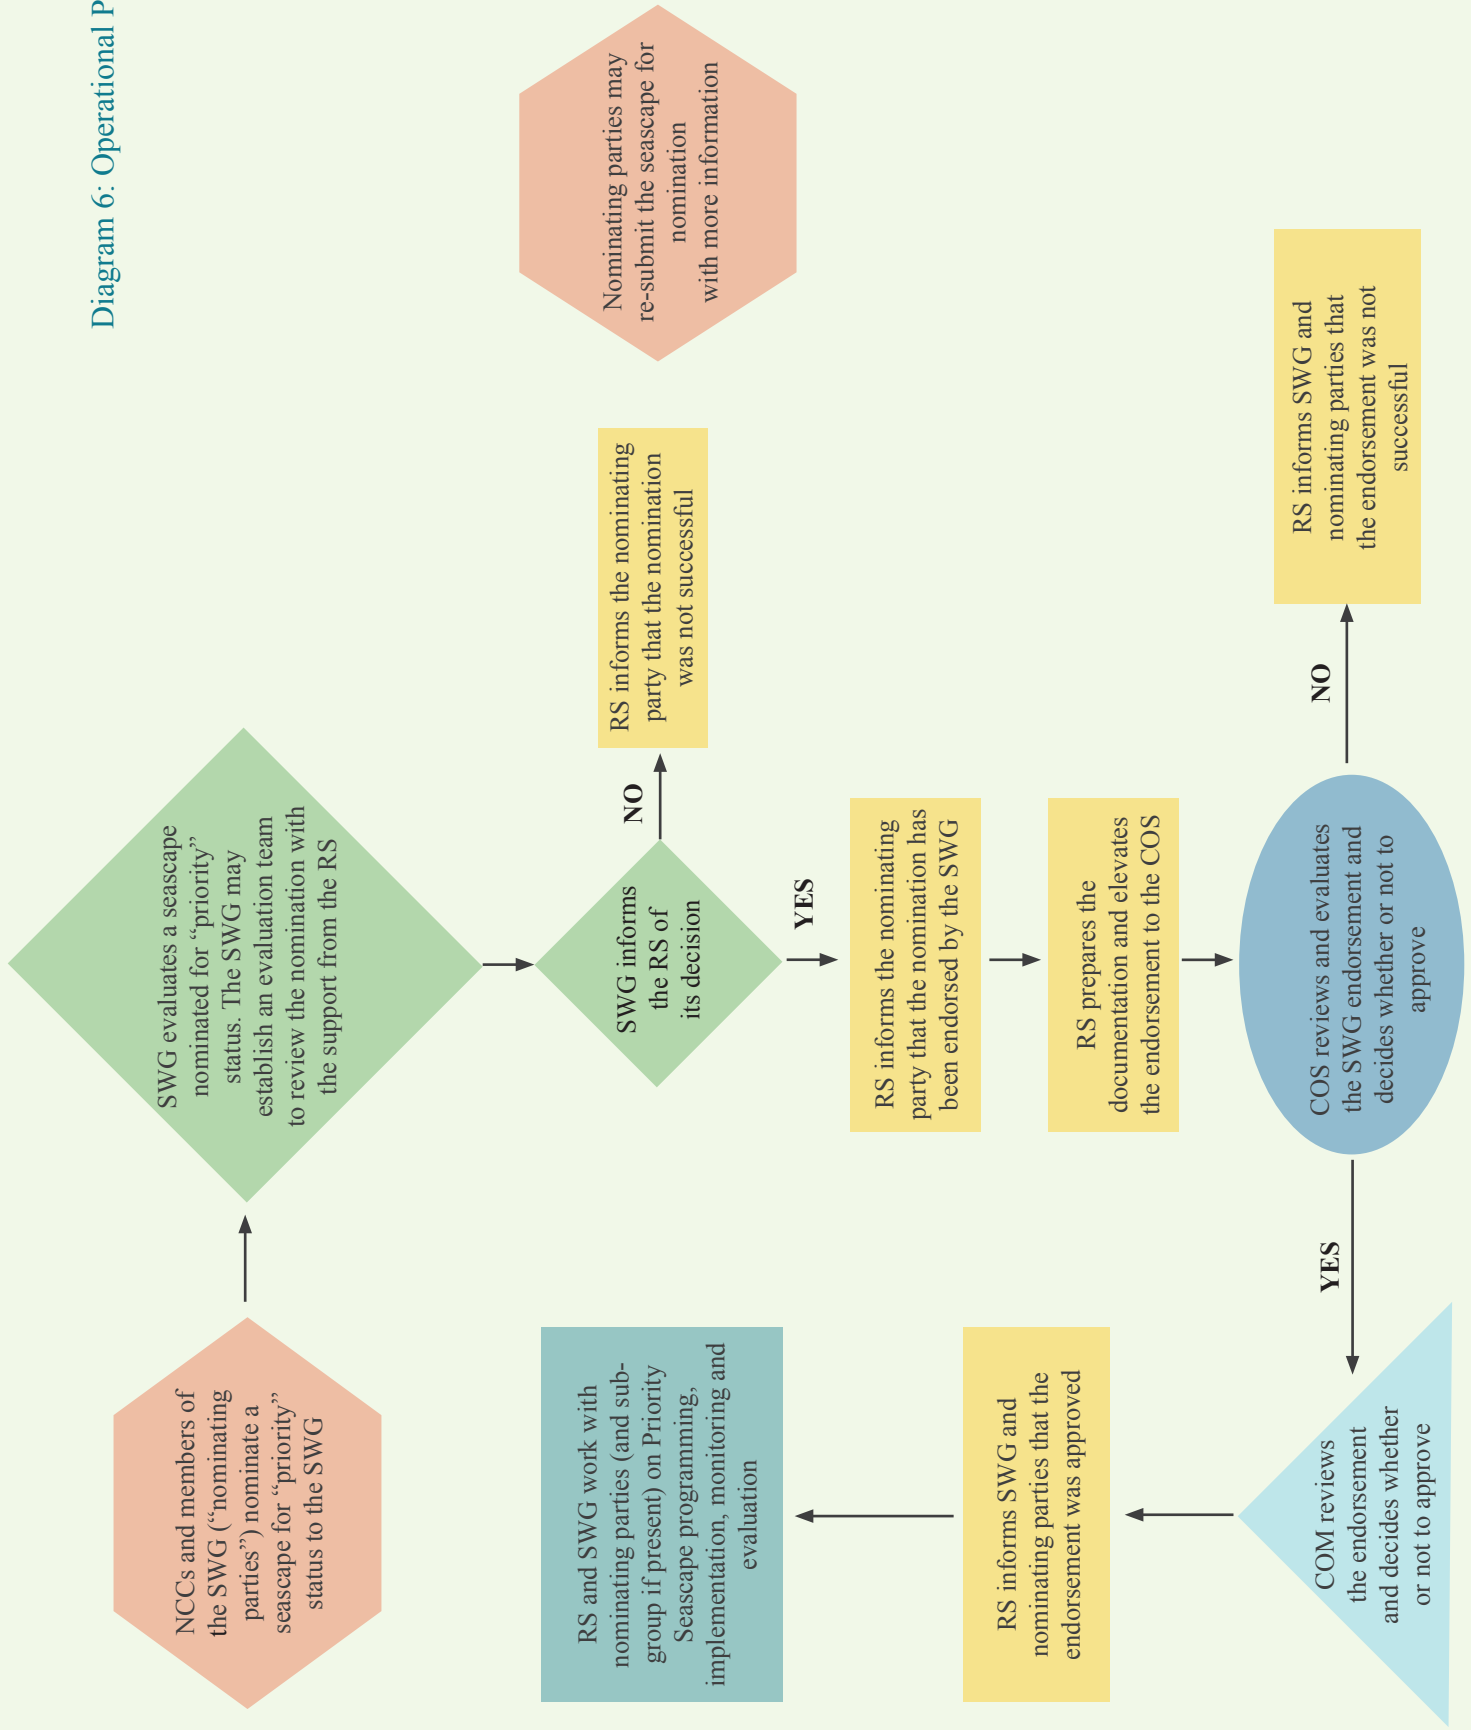 Diagram 6: Operational P
NCCs and members of
the SWG (“nominating
parties”) nominate a
seascape for “priority”
status to the SWG
SWG evaluates a seascape
nominated for “priority”
status. The SWG may
establish an evaluation team
to review the nomination with
the support from the RS
SWG informs
the RS of
its decision
NO
RS informs the nominating
party that the nomination
was not successful
Nominating parties may
re-submit the seascape for
nomination
with more information
YES
RS informs the nominating
party that the nomination has
been endorsed by the SWG
RS prepares the
documentation and elevates
the endorsement to the COS
COS reviews and evaluates
the SWG endorsement and
decides whether or not to
approve
NO
RS informs SWG and
nominating parties that
the endorsement was not
successful
YES
COM reviews
the endorsement
and decides whether
or not to approve
RS informs SWG and
nominating parties that the
endorsement was approved
RS and SWG work with
nominating parties (and sub-
group if present) on Priority
Seascape programming,
implementation, monitoring and
evaluation